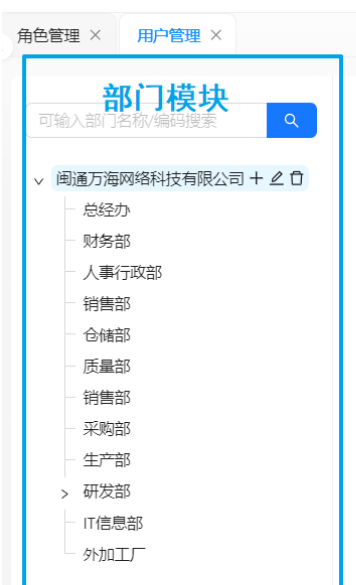 角色管理 × 用户管理 ×
部门模块
可输入部门名称/编码搜索
闽通万海网络科技有限公司
总经办
财务部
人事行政部
销售部
仓储部
质量部
销售部
采购部
生产部
研发部
IT信息部
外加工厂